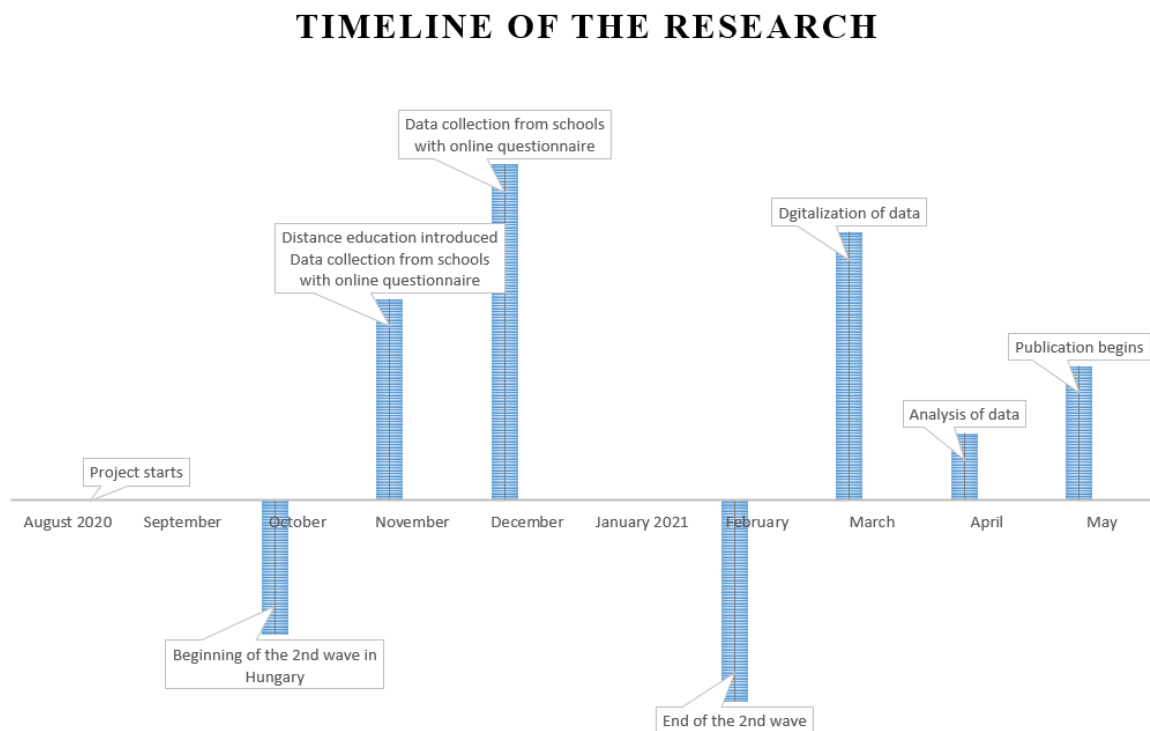 TIMELINE OF THE RESEARCH
Data collection from schools
with online questionnaire
Dgitalization of data
Distance education introduced
Data collection from schools
with online questionnaire
Publication begins
Analysis of data
Project starts
August 2020 September October November December January 2021 February March April May
Beginning of the 2nd wave in
Hungary
End of the 2nd wave